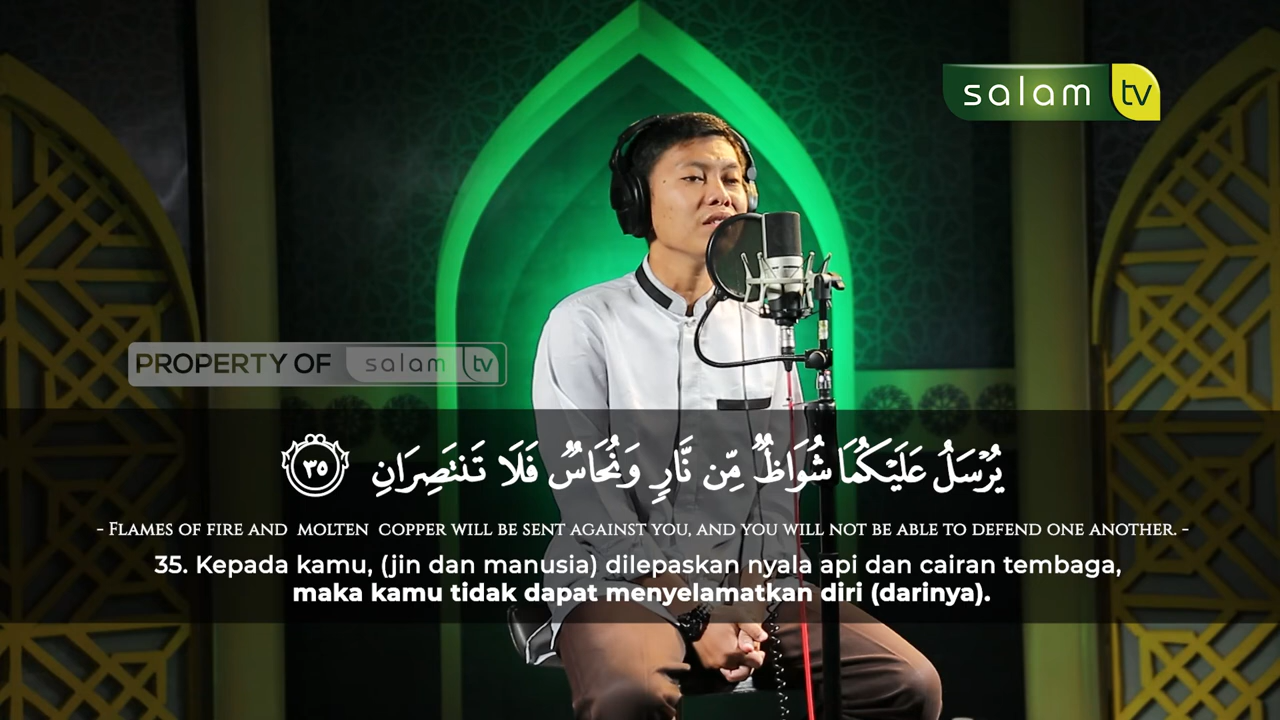 salam tv
PROPERTY OF salam tv
يُرْسَلُ عَلَيْكُمَا شُوَاظٌ مِّن نَّارٍ وَنُحَاسٌ فَلَا تَنتَصِرَانِ ٣٥
- Flames of fire and molten copper will be sent against you, and you will not be able to defend one another. -
35. Kepada kamu, (jin dan manusia) dilepaskan nyala api dan cairan tembaga,
maka kamu tidak dapat menyelamatkan diri (darinya).